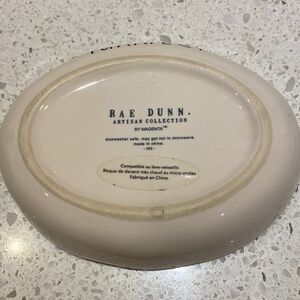 RAE DUNN.
ARTISAN COLLECTION
BY MAGENTA™
dishwasher safe. may get hot in microwave.
made in china.
Compatible au lave-vaisselle.
Risque de devenir très chaud au micro-ondes
Fabriqué en Chine.